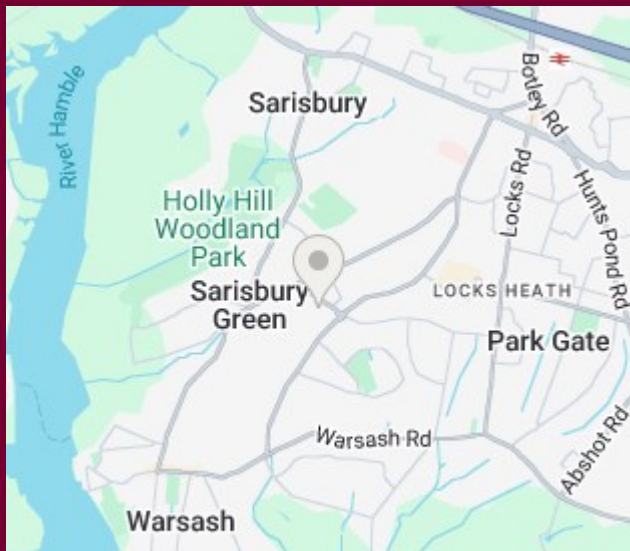 River Hamble
Sarisbury
Botley Rd
Locks Rd
Hunts Pond Rd
Holly Hill
Woodland
Park
Sarisbury
Green
LOCKS HEATH
Park Gate
Warsash Rd
Abshot Rd
Warsash